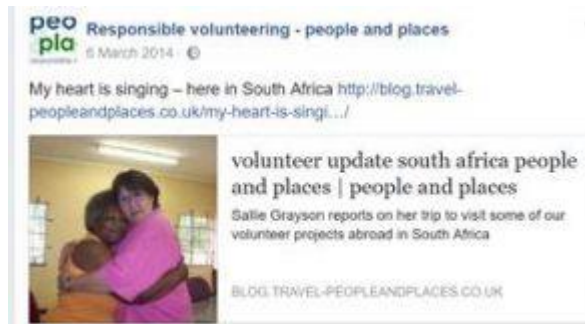 peo
pla
Responsible volunteering - people and places
6 March 2014
My heart is singing – here in South Africa http://blog.travel-
peopleandplaces.co.uk/my-heart-is-singi…/
volunteer update south africa people
and places | people and places
Sallie Grayson reports on her trip to visit some of our
volunteer projects abroad in South Africa
BLOG.TRAVEL-PEOPLEANDPLACES.CO.UK